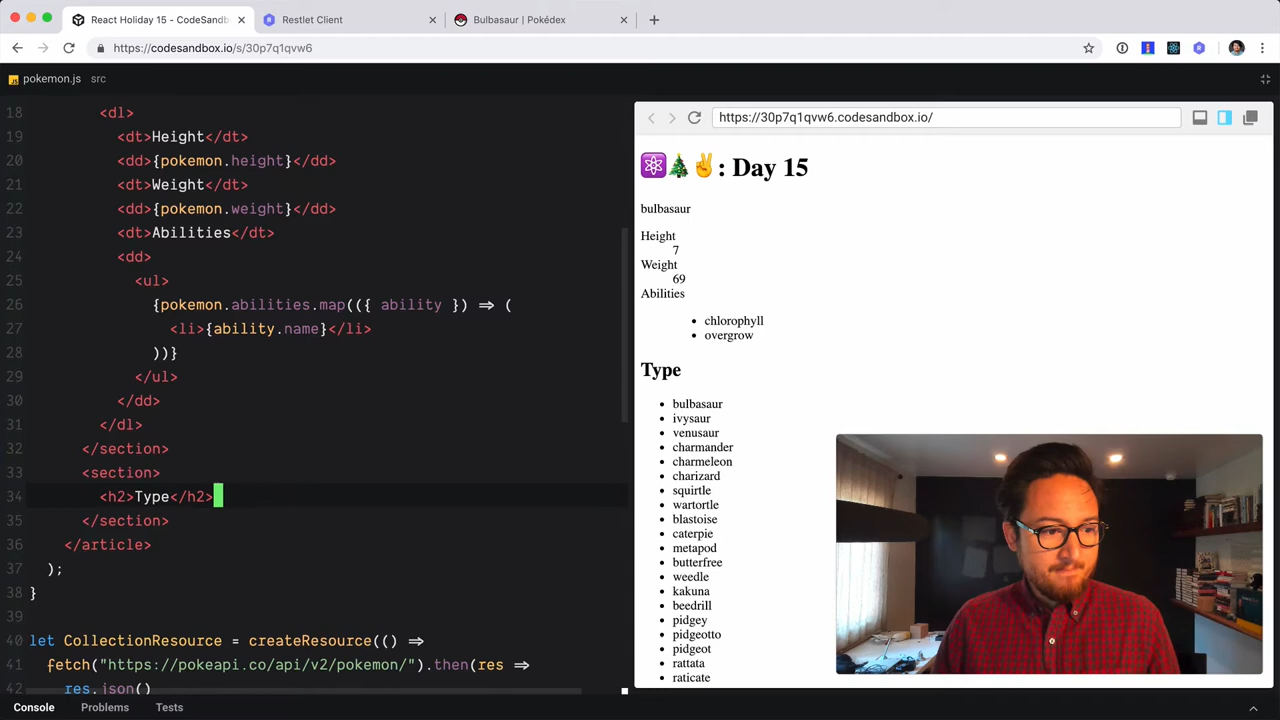 React Holiday 15 - CodeSandb
Restlet Client
Bulbasaur | Pokédex
https://codesandbox.io/s/30p7q1qvw6
pokemon.js src
18 <dl>
19 <dt>Height</dt>
20 <dd>{pokemon.height}</dd>
21 <dt>Weight</dt>
22 <dd>{pokemon.weight}</dd>
23 <dt>Abilities</dt>
24 <dd>
25 <ul>
26 {pokemon.abilities.map(({ ability }) => (
27 <li>{ability.name}</li>
28 ))}
29 </ul>
30 </dd>
31 </dl>
32 </section>
33 <section>
34 <h2>Type</h2>
35 </section>
36 </article>
37 );
38 }
39
40 let CollectionResource = createResource(() =>
41 fetch("https://pokeapi.co/api/v2/pokemon/").then(res =>
42 res.json()
https://30p7q1qvw6.codesandbox.io/
⚛️🎄✌️: Day 15
bulbasaur
Height
7
Weight
69
Abilities
• chlorophyll
• overgrow
Type
• bulbasaur
• ivysaur
• venusaur
• charmander
• charmeleon
• charizard
• squirtle
• wartortle
• blastoise
• caterpie
• metapod
• butterfree
• weedle
• kakuna
• beedrill
• pidgey
• pidgeotto
• pidgeot
• rattata
• raticate
Console Problems Tests